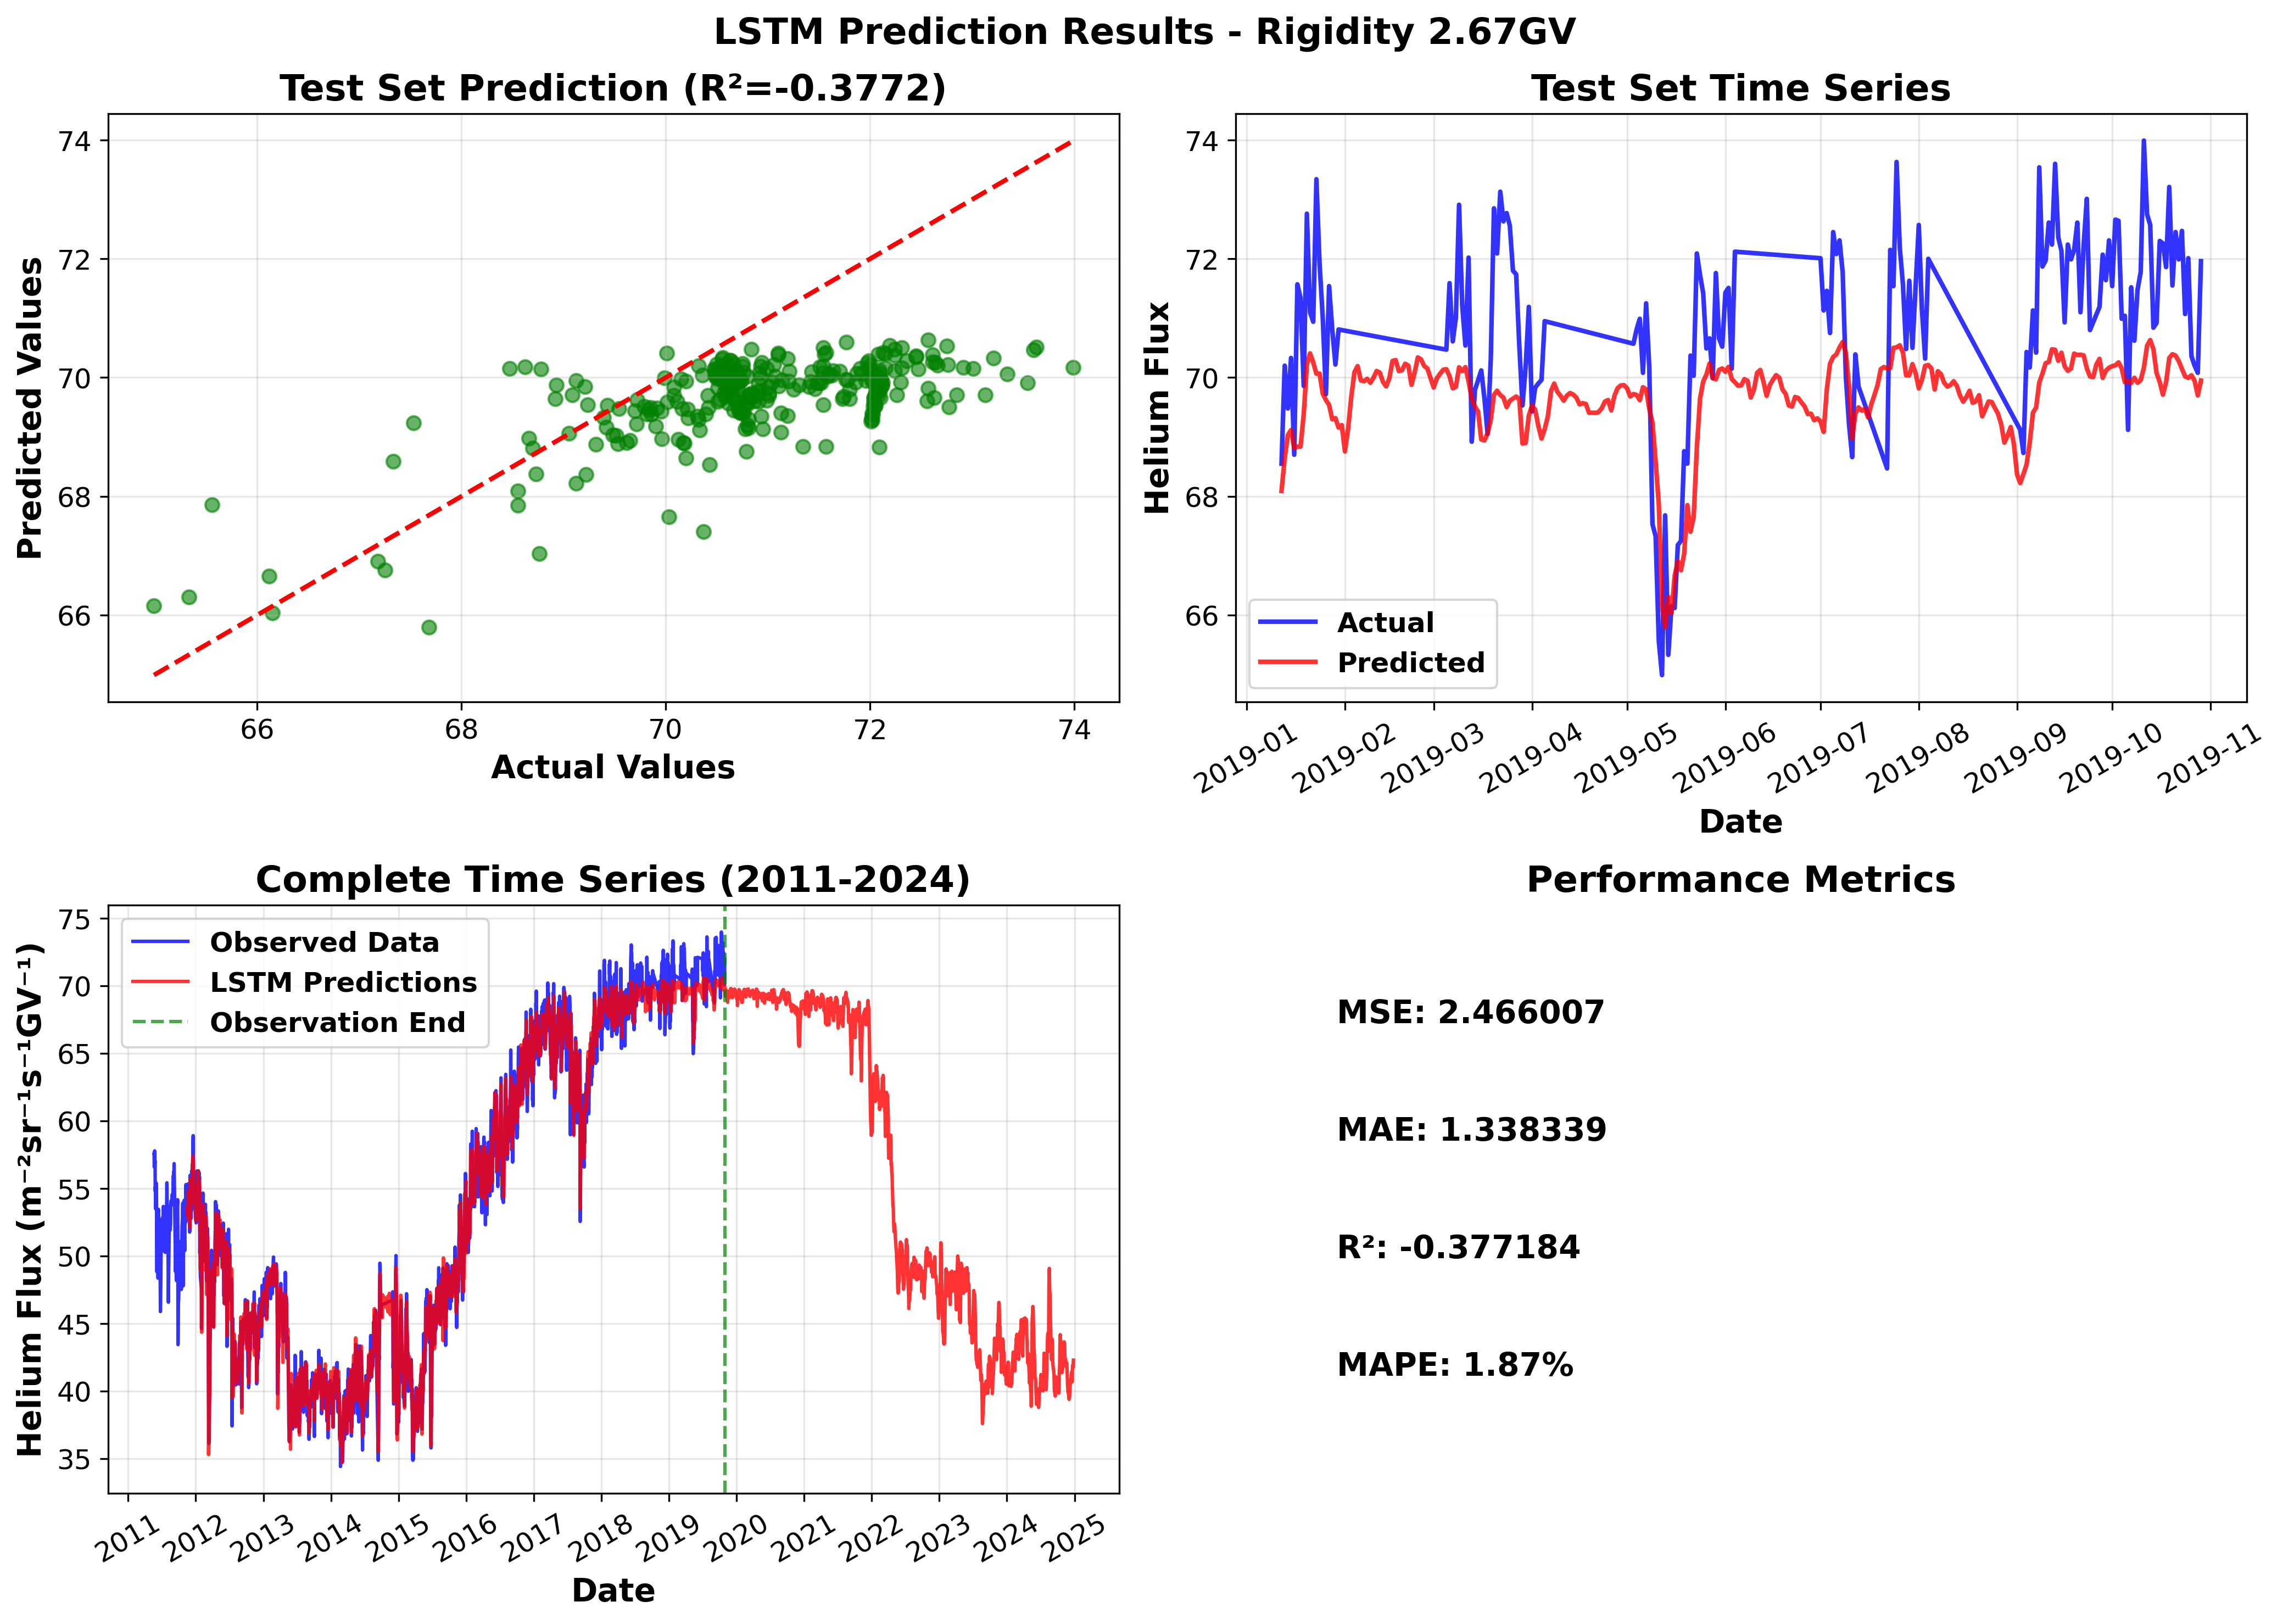 LSTM Prediction Results - Rigidity 2.67GV
Test Set Prediction (R²=-0.3772)
74
72
70
68
66
Predicted Values
66 68 70 72 74
Actual Values
Test Set Time Series
74
72
70
68
66
Helium Flux
Actual
Predicted
2019-01 2019-02 2019-03 2019-04 2019-05 2019-06 2019-07 2019-08 2019-09 2019-10 2019-11
Date
Complete Time Series (2011-2024)
75
70
65
60
55
50
45
40
35
Helium Flux (m⁻²sr⁻¹s⁻¹GV⁻¹)
Observed Data
LSTM Predictions
Observation End
2011 2012 2013 2014 2015 2016 2017 2018 2019 2020 2021 2022 2023 2024 2025
Date
Performance Metrics
MSE: 2.466007
MAE: 1.338339
R²: -0.377184
MAPE: 1.87%